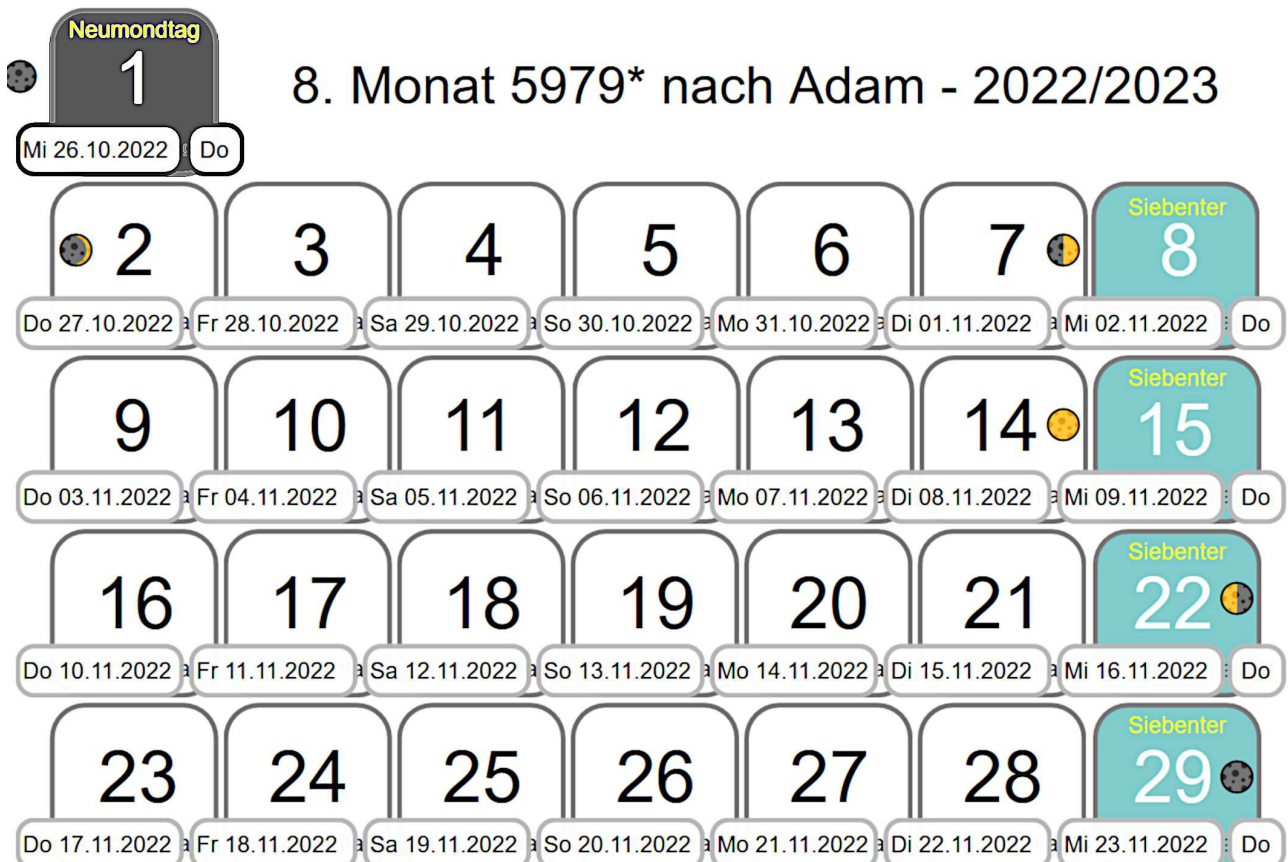 Neumondtag
1
8. Monat 5979* nach Adam - 2022/2023
Mi 26.10.2022 Do
Siebenter
2 3 4 5 6 7 8
Do 27.10.2022 Fr 28.10.2022 Sa 29.10.2022 So 30.10.2022 Mo 31.10.2022 Di 01.11.2022 Mi 02.11.2022 Do
Siebenter
9 10 11 12 13 14 15
Do 03.11.2022 Fr 04.11.2022 Sa 05.11.2022 So 06.11.2022 Mo 07.11.2022 Di 08.11.2022 Mi 09.11.2022 Do
Siebenter
16 17 18 19 20 21 22
Do 10.11.2022 Fr 11.11.2022 Sa 12.11.2022 So 13.11.2022 Mo 14.11.2022 Di 15.11.2022 Mi 16.11.2022 Do
Siebenter
23 24 25 26 27 28 29
Do 17.11.2022 Fr 18.11.2022 Sa 19.11.2022 So 20.11.2022 Mo 21.11.2022 Di 22.11.2022 Mi 23.11.2022 Do